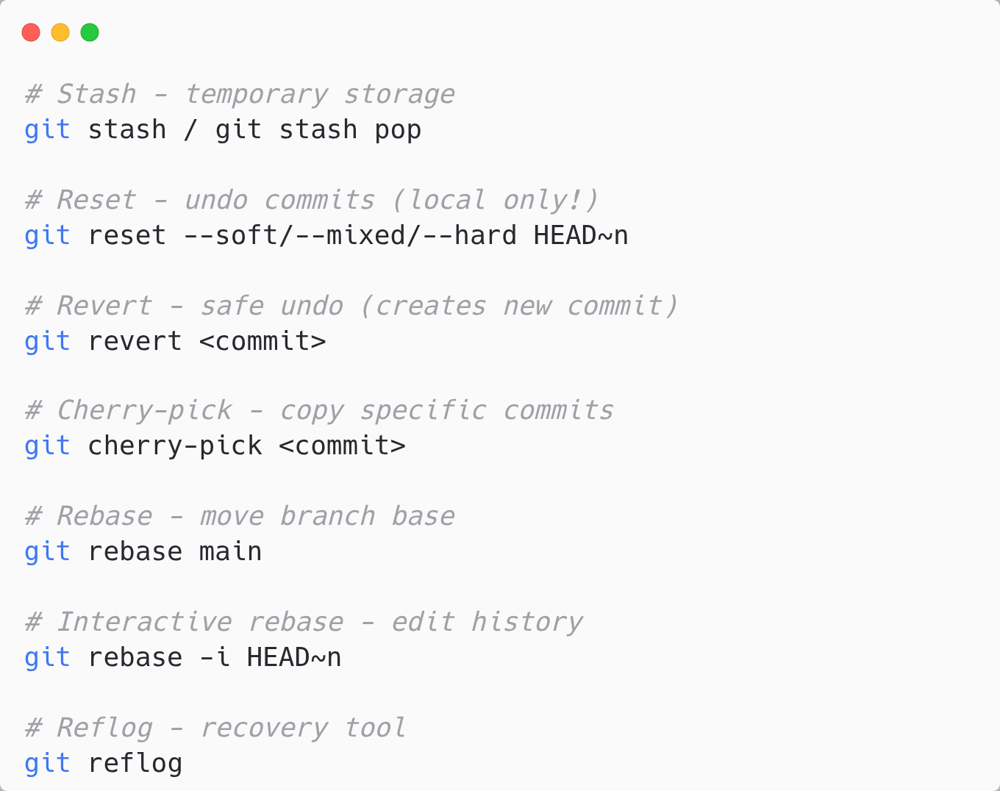 # Stash - temporary storage
git stash / git stash pop
# Reset - undo commits (local only!)
git reset --soft/--mixed/--hard HEAD~n
# Revert - safe undo (creates new commit)
git revert <commit>
# Cherry-pick - copy specific commits
git cherry-pick <commit>
# Rebase - move branch base
git rebase main
# Interactive rebase - edit history
git rebase -i HEAD~n
# Reflog - recovery tool
git reflog